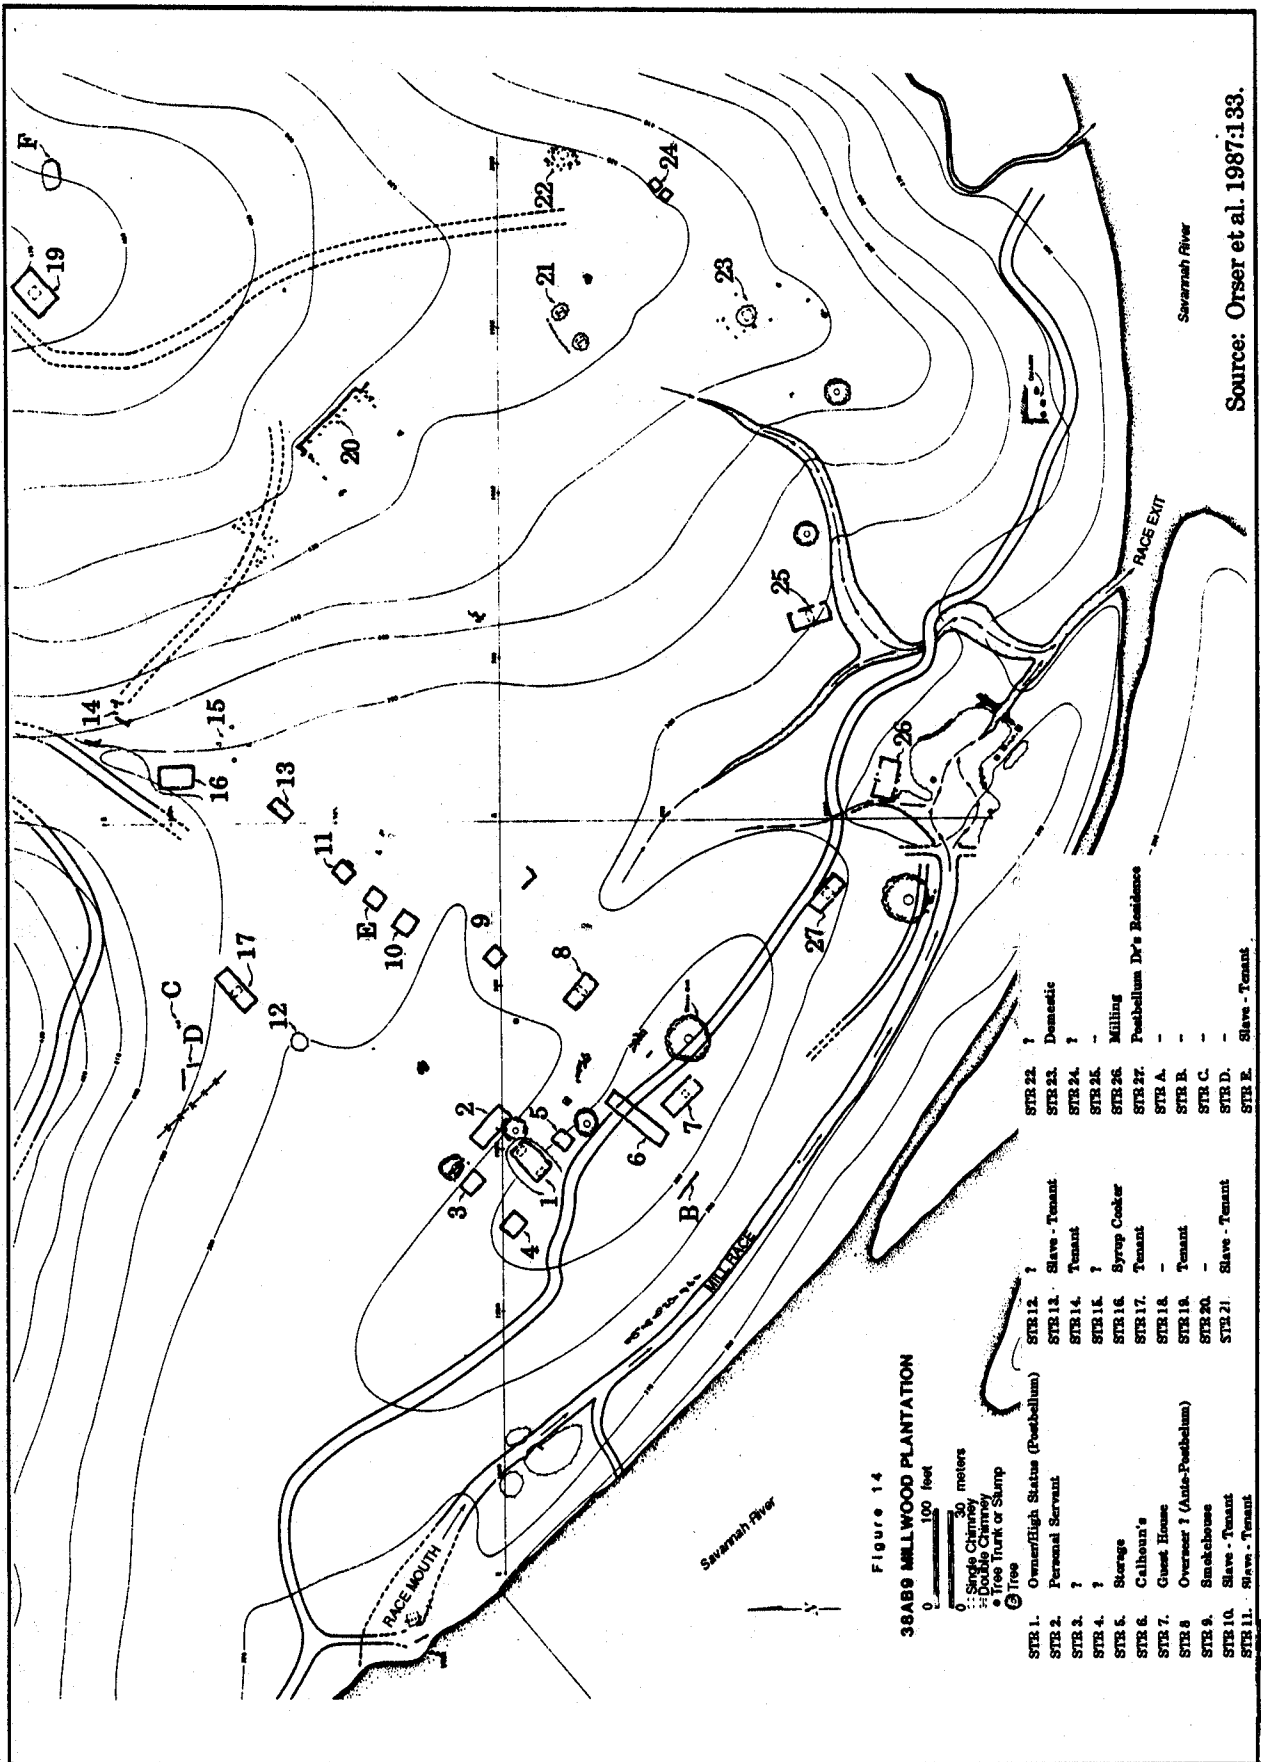 F
19
22
24
21
23
20
14
15
16
13
25
26
11
E
10
9
8
17
C
D
12
27
2
5
3
1
4
6
7
B
MILL RACE
RACE MOUTH
RACE EXIT
Savannah River
Savannah River
Source: Orser et al. 1987:133.
Figure 14
38AB9 MILLWOOD PLANTATION
0 100 feet
0 30 meters
Single Chimney
Double Chimney
Tree Trunk or Stump
Tree
N
STR 1. Owner/High Status (Postbellum)
STR 2. Personal Servant
STR 3. ?
STR 4. ?
STR 5. Storage
STR 6. Calhoun's
STR 7. Guest House
STR 8 Overseer ? (Ante-Postbellum)
STR 9. Smokehouse
STR 10. Slave - Tenant
STR 11. Slave - Tenant
STR 12. ?
STR 13. Slave - Tenant
STR 14. Tenant
STR 15. ?
STR 16. Syrup Cooker
STR 17. Tenant
STR 18. -
STR 19. Tenant
STR 20. -
STR 21. Slave - Tenant
STR 22. ?
STR 23. Domestic
STR 24. ?
STR 25. -
STR 26. Milling
STR 27. Postbellum Dr's Residence
STR A. -
STR B. -
STR C. -
STR D. -
STR E. Slave - Tenant